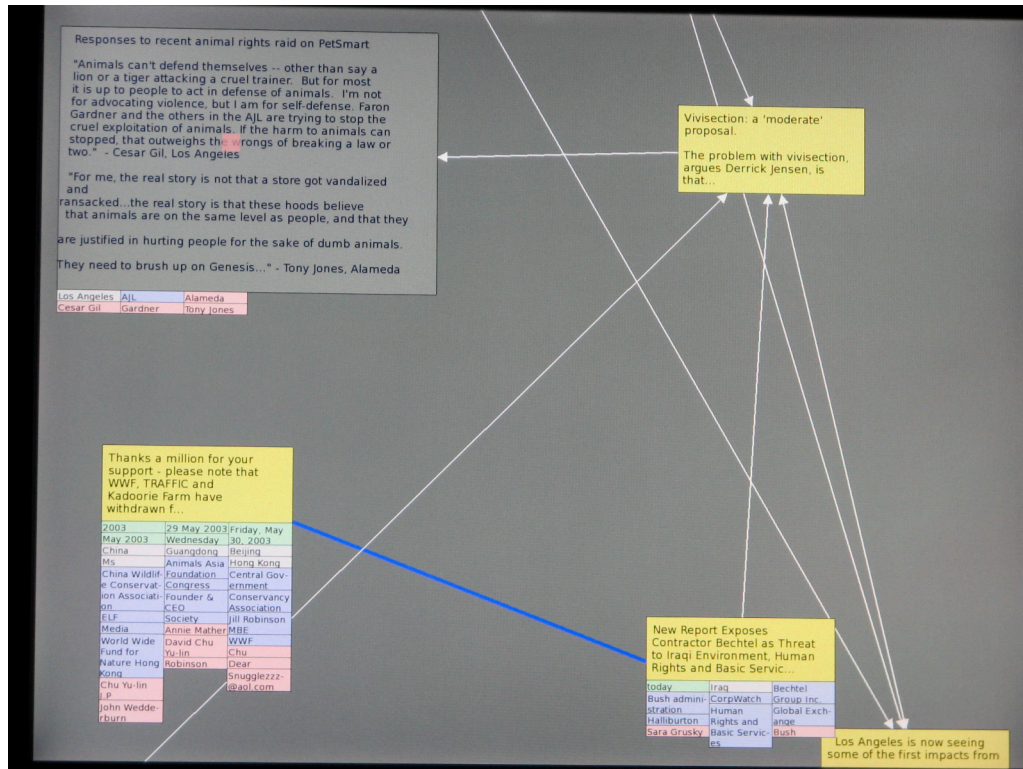 Responses to recent animal rights raid on PetSmart
"Animals can't defend themselves -- other than say a
lion or a tiger attacking a cruel trainer.  But for most
it is up to people to act in defense of animals.  I'm not
for advocating violence, but I am for self-defense. Faron
Gardner and the others in the AJL are trying to stop the
cruel exploitation of animals. If the harm to animals can
stopped, that outweighs the wrongs of breaking a law or
two."  - Cesar Gil, Los Angeles
"For me, the real story is not that a store got vandalized
and
ransacked...the real story is that these hoods believe
that animals are on the same level as people, and that they
are justified in hurting people for the sake of dumb animals.
They need to brush up on Genesis..." - Tony Jones, Alameda
Los Angeles AJL Alameda
Cesar Gil Gardner Tony Jones
Vivisection: a 'moderate'
proposal.
The problem with vivisection,
argues Derrick Jensen, is
that...
Thanks a million for your
support - please note that
WWF, TRAFFIC and
Kadoorie Farm have
withdrawn f...
2003
May 2003
China
Ms
China Wildlif-
e Conservat-
ion Associati-
on
ELF
Media
World Wide
Fund for
Nature Hong
Kong
Chu Yu-lin
J.P
John Wedde-
rburn
29 May 2003
Wednesday
Guangdong
Animals Asia
Foundation
Congress
Founder &
CEO
Society
Annie Mather
David Chu
Yu-lin
Robinson
Friday, May
30, 2003
Beijing
Hong Kong
Central Gov-
ernment
Conservancy
Association
Jill Robinson
MBE
WWF
Chu
Dear
Snugglezzz-
@aol.com
New Report Exposes
Contractor Bechtel as Threat
to Iraqi Environment, Human
Rights and Basic Servic...
today
Bush admini-
stration
Halliburton
Sara Grusky
Iraq
CorpWatch
Human
Rights and
Basic Servic-
es
Bechtel
Group Inc.
Global Exch-
ange
Bush
Los Angeles is now seeing
some of the first impacts from